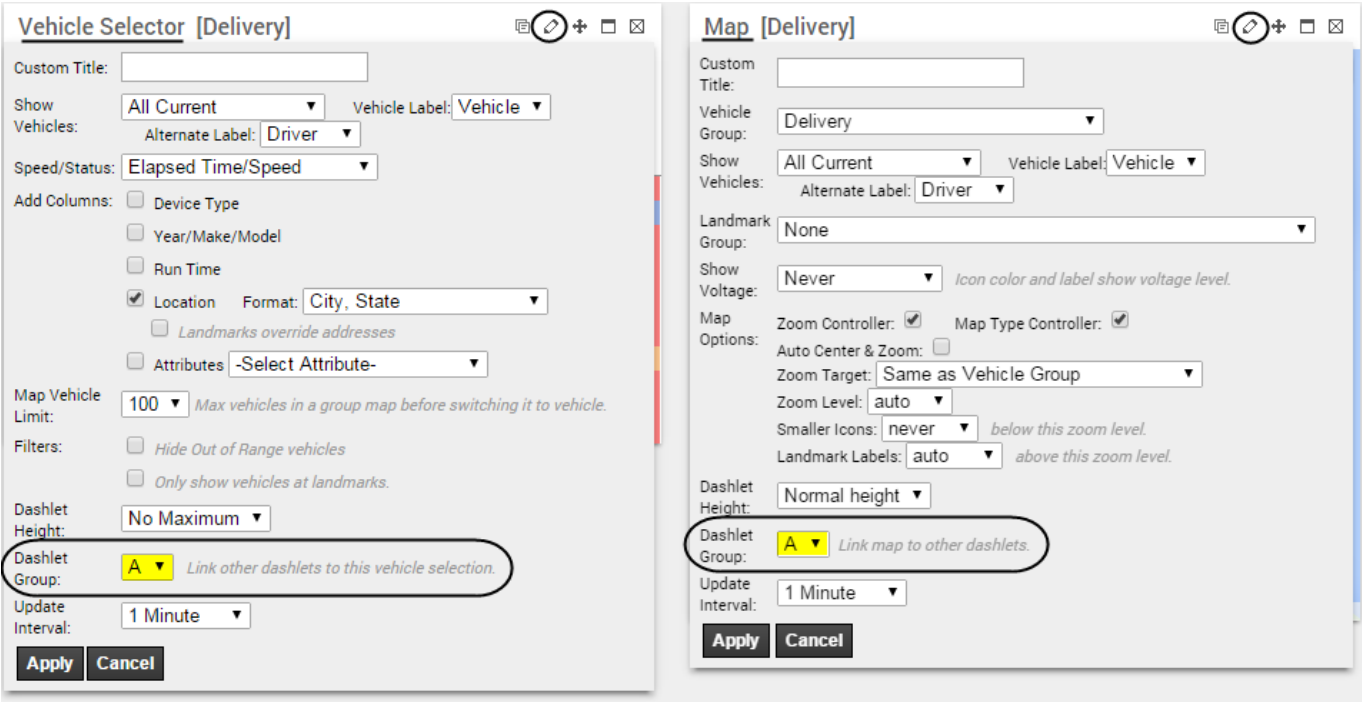 Vehicle Selector [Delivery]
Custom Title:
Show
Vehicles:
All Current
Vehicle Label: Vehicle
Alternate Label: Driver
Speed/Status: Elapsed Time/Speed
Add Columns:
Device Type
Year/Make/Model
Run Time
Location Format: City, State
Landmarks override addresses
Attributes -Select Attribute-
Map Vehicle
Limit:
100 Max vehicles in a group map before switching it to vehicle.
Filters:
Hide Out of Range vehicles
Only show vehicles at landmarks.
Dashlet
Height:
No Maximum
Dashlet
Group:
A Link other dashlets to this vehicle selection.
Update
Interval:
1 Minute
Apply Cancel
Map [Delivery]
Custom
Title:
Vehicle
Group:
Delivery
Show
Vehicles:
All Current
Vehicle Label: Vehicle
Alternate Label: Driver
Landmark
Group:
None
Show
Voltage:
Never Icon color and label show voltage level.
Map
Options:
Zoom Controller: Map Type Controller:
Auto Center & Zoom:
Zoom Target: Same as Vehicle Group
Zoom Level: auto
Smaller Icons: never below this zoom level.
Landmark Labels: auto above this zoom level.
Dashlet
Height:
Normal height
Dashlet
Group:
A Link map to other dashlets.
Update
Interval:
1 Minute
Apply Cancel